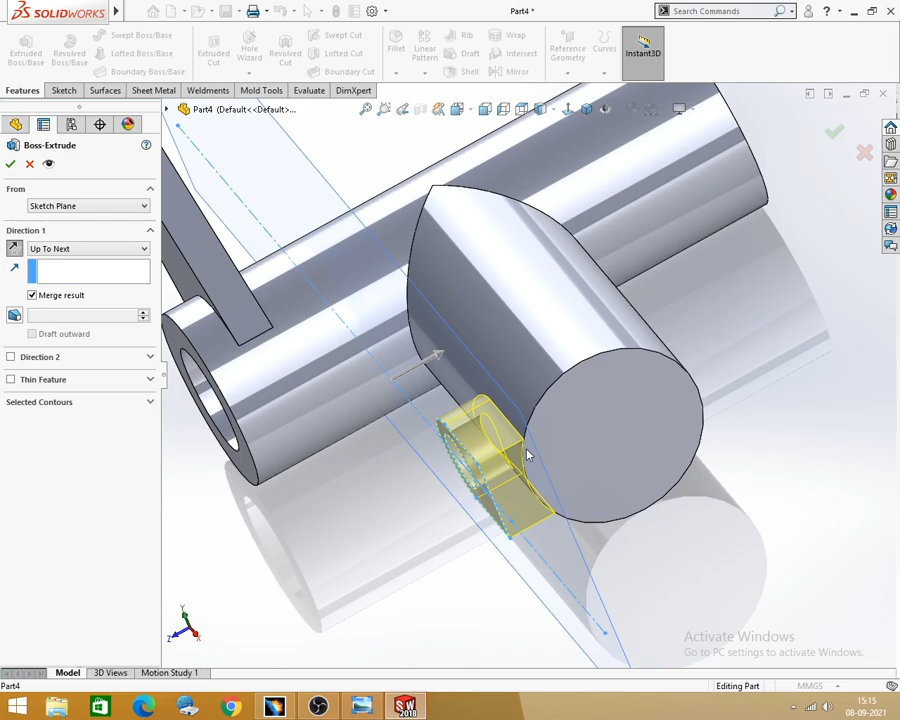 SOLIDWORKS
Part4 *
Search Commands
Extruded Boss/Base
Revolved Boss/Base
Swept Boss/Base
Lofted Boss/Base
Boundary Boss/Base
Extruded Cut
Hole Wizard
Revolved Cut
Swept Cut
Lofted Cut
Boundary Cut
Fillet
Linear Pattern
Rib
Draft
Shell
Wrap
Intersect
Mirror
Reference Geometry
Curves
Instant3D
Features
Sketch
Surfaces
Sheet Metal
Weldments
Mold Tools
Evaluate
DimXpert
Part4 (Default<<Default>...
Boss-Extrude
From
Sketch Plane
Direction 1
Up To Next
Merge result
Draft outward
Direction 2
Thin Feature
Selected Contours
Y
Z
X
Activate Windows
Go to PC settings to activate Windows.
Model
3D Views
Motion Study 1
Part4
Editing Part
MMGS
SW
2018
15:15
08-09-2021